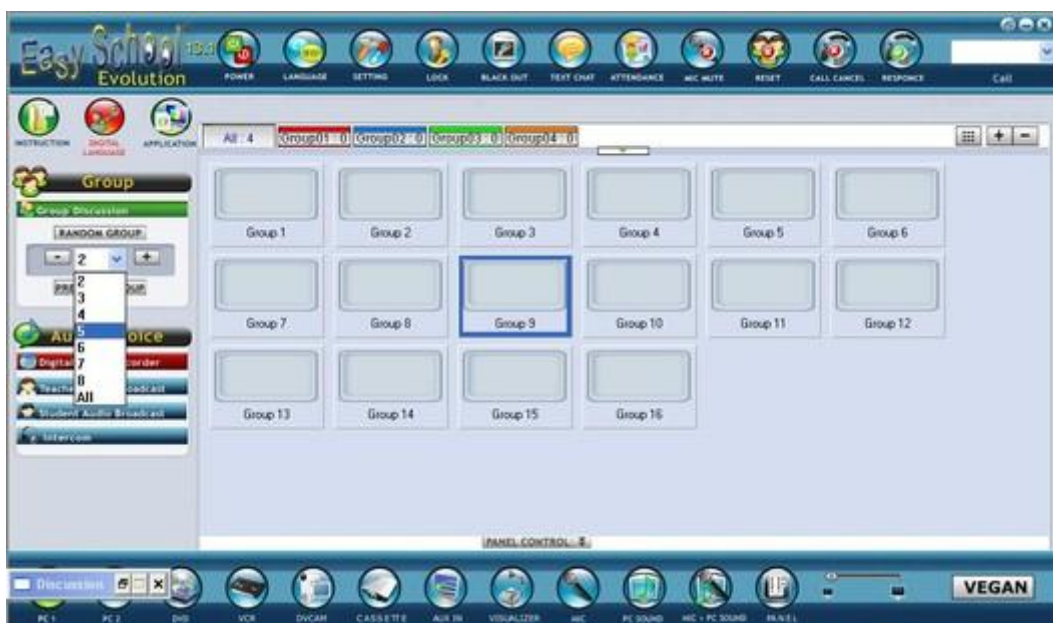 Easy School 13.1
Evolution
POWER LANGUAGE SETTING LOCK BLACK OUT TEXT CHAT ATTENDANCE MIC MUTE RESET CALL CANCEL RESPONCE Call
INSTRUCTION DIGITAL LANGUAGE APPLICATION
All : 4 Group01 : 0 Group02 : 0 Group03 : 0 Group04 : 0
Group
Group Discussion
RANDOM GROUP
- 2 +
2
3
4
5
6
7
8
All
Teacher
Student Audio Broadcast
Intercom
Group 1 Group 2 Group 3 Group 4 Group 5 Group 6
Group 7 Group 8 Group 9 Group 10 Group 11 Group 12
Group 13 Group 14 Group 15 Group 16
PANEL CONTROL
Discussion
VEGAN
PC 1 PC 2 DVD VCR DVCAM CASSETTE AUX IN VISUALIZER MIC PC SOUND MIC + PC SOUND PANEL